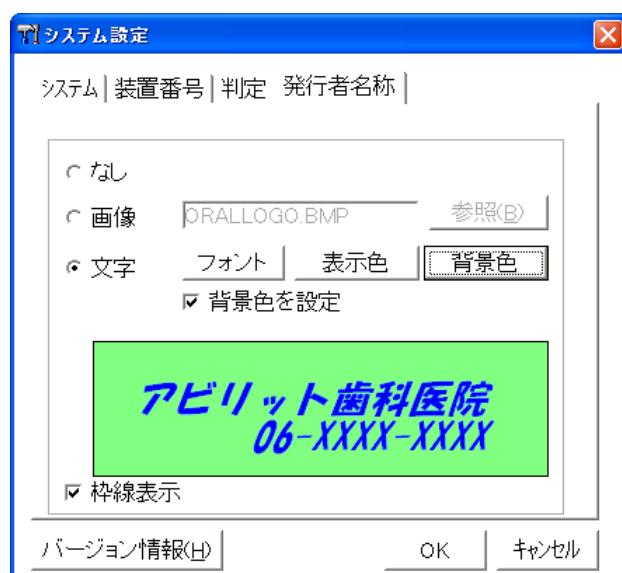 システム設定
システム 装置番号 判定 発行者名称
なし
画像 ORALLOGO.BMP 参照(B)
文字 フォント 表示色 背景色
背景色を設定
アビリット歯科医院
06-XXXX-XXXX
枠線表示
バージョン情報(H) OK キャンセル